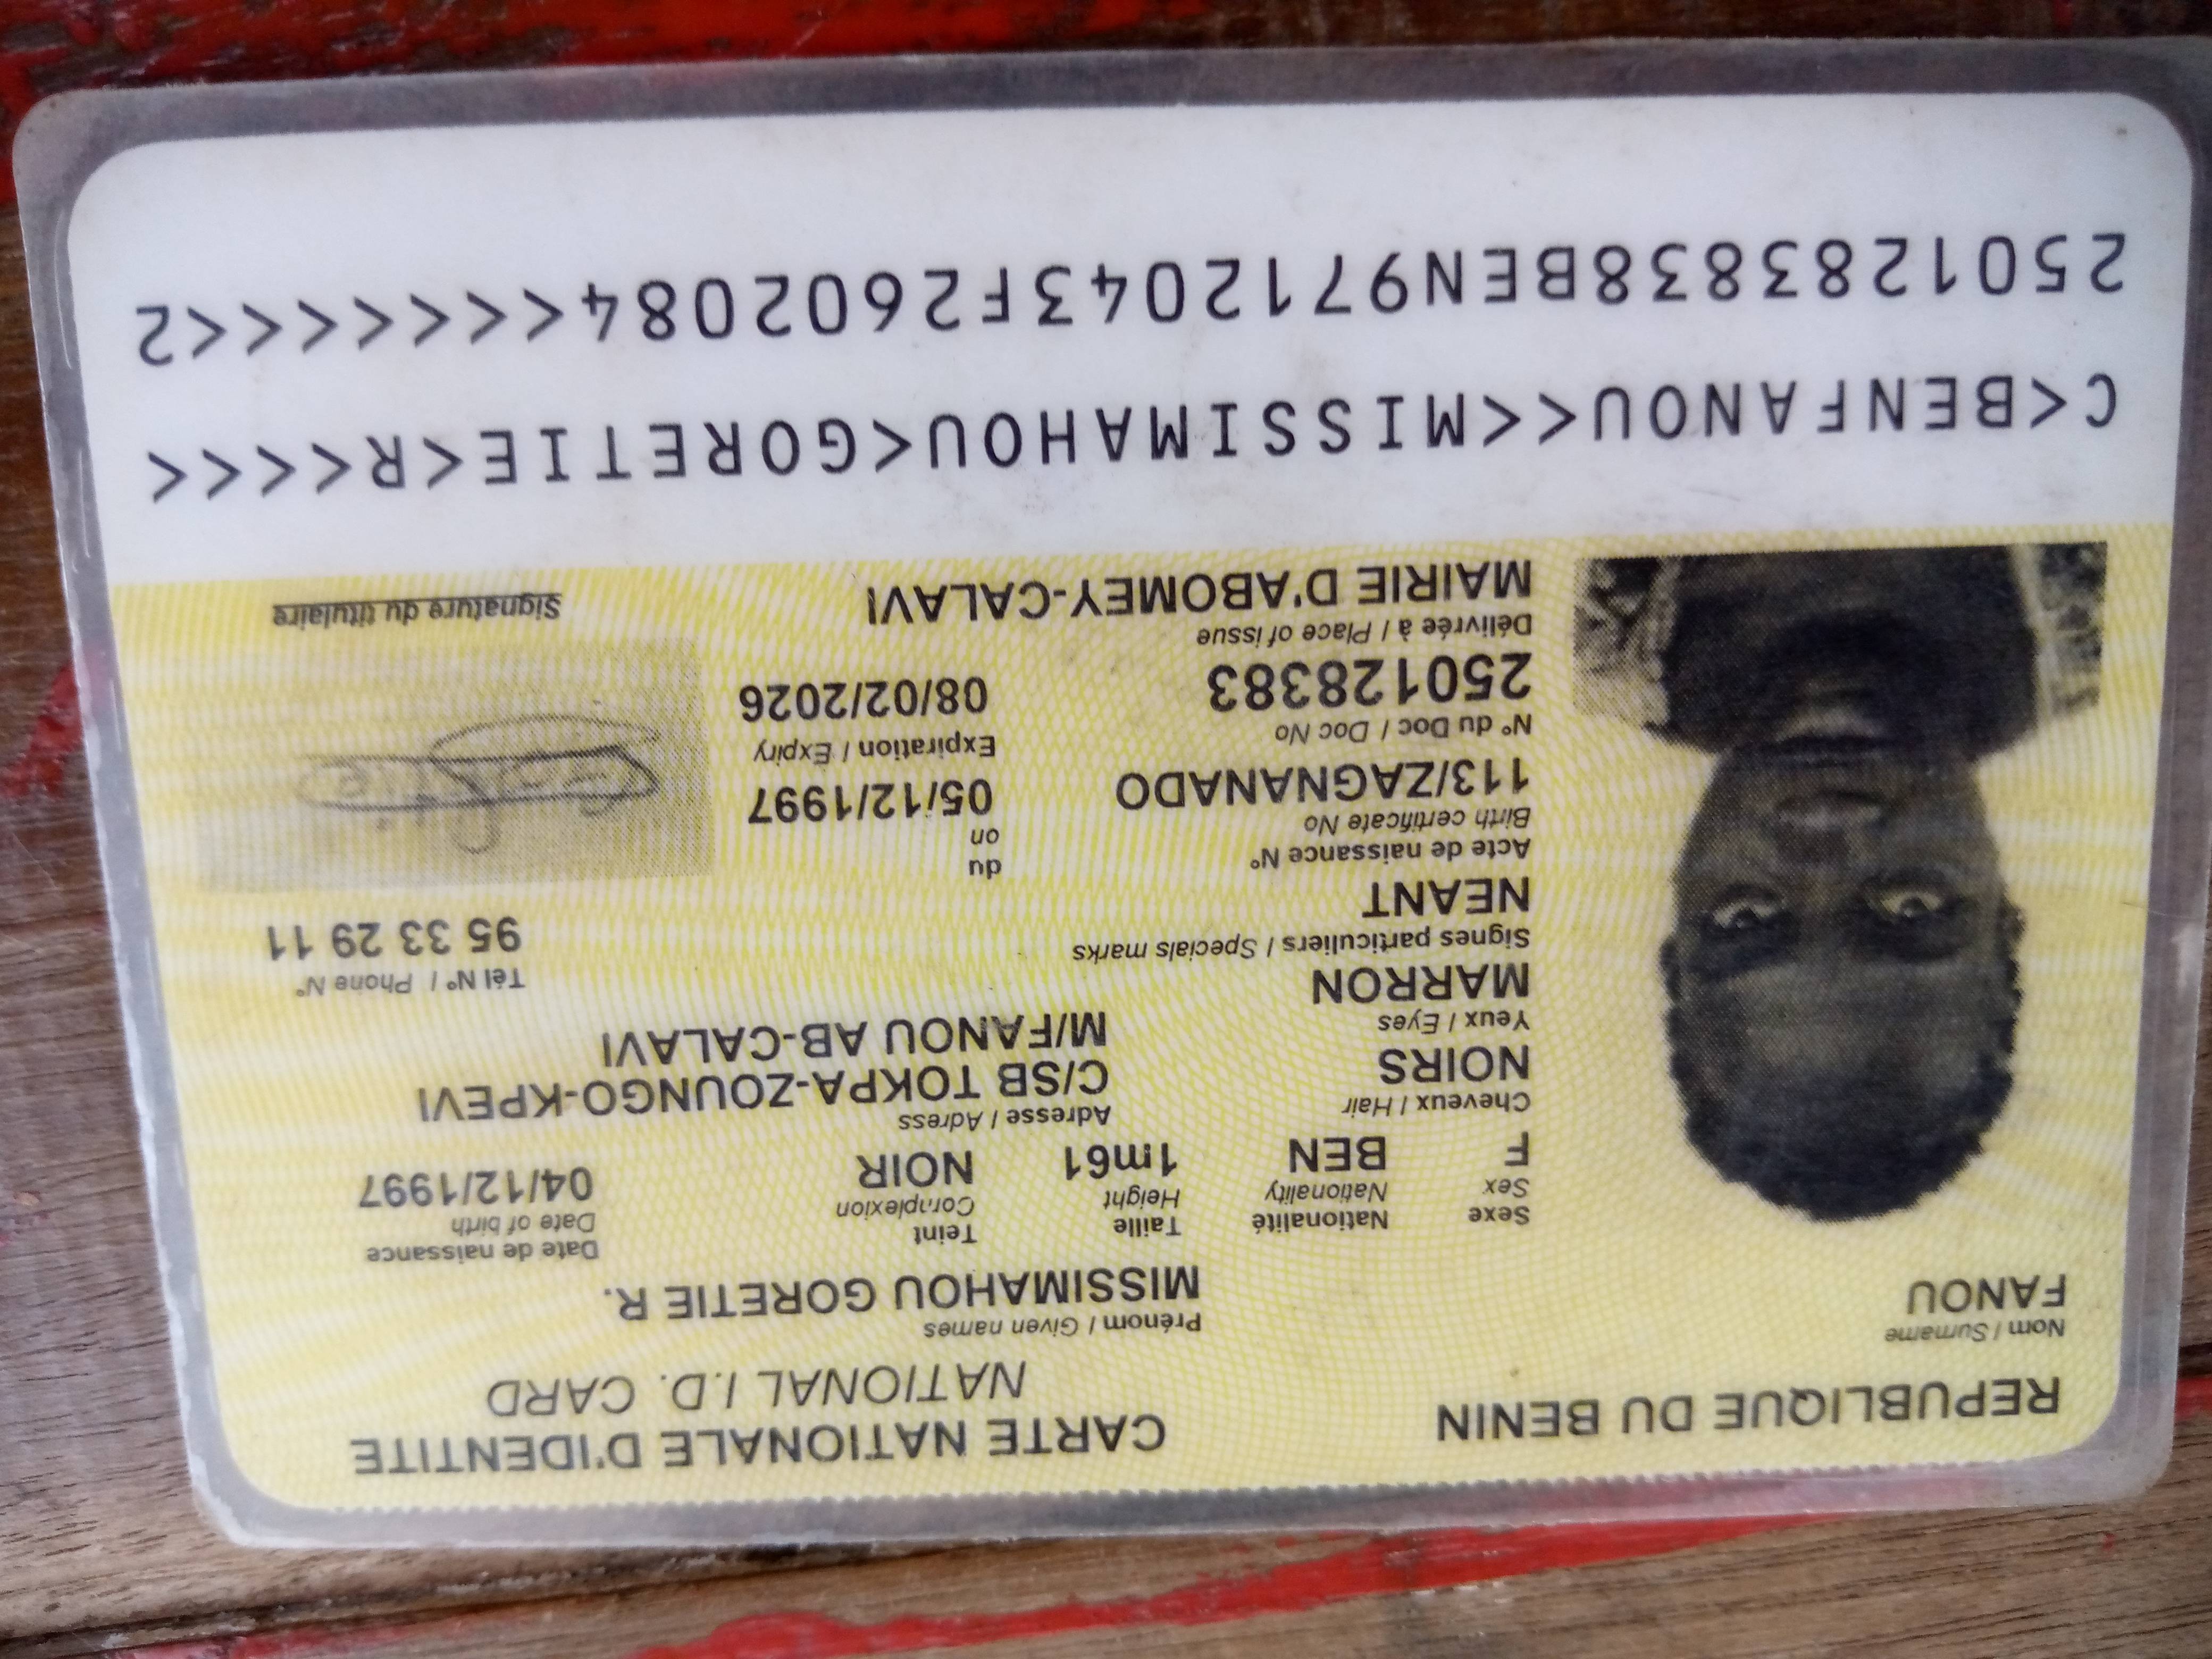 REPUBLIQUE DU BENIN
CARTE NATIONALE D'IDENTITE
NATIONAL I.D. CARD
Nom / Surname
FANOU
Prénom / Given names
MISSIMAHOU GORETIE R.
Sexe Nationalité Taille Teint Date de naissance
Sex Nationality Height Complexion Date of birth
F BEN 1m61 NOIR 04/12/1997
Cheveux / Hair
NOIRS
Adresse / Adress
C/SB TOKPA-ZOUNGO-KPEVI
M/FANOU AB-CALAVI
Yeux / Eyes
MARRON
Tél N° / Phone N°
95 33 29 11
Signes particuliers / Specials marks
NEANT
Acte de naissance N° du
Birth certificate No on
113/ZAGNANADO 05/12/1997
N° du Doc / Doc No Expiration / Expiry
250128383 08/02/2026
Délivrée à / Place of issue
MAIRIE D'ABOMEY-CALAVI
Signature du titulaire
C<BENFANOU<<MISSIMAHOU<GORETIE<R<<<<
2501283838BEN9712043F2602084<<<<<<<2